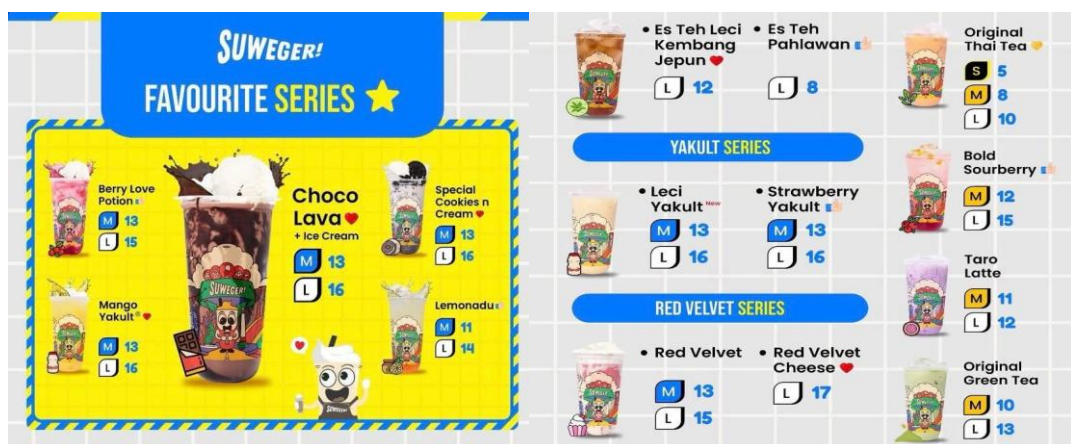 SUWEGER!
FAVOURITE SERIES
Berry Love
Potion
M 13
L 15
Mango
Yakult
M 13
L 16
SUWEGER!
Choco
Lava
+ Ice Cream
M 13
L 16
Special
Cookies n
Cream
M 13
L 16
Lemonadu
M 11
L 14
SUWEGER!
• Es Teh Leci
Kembang
Jepun
L 12
• Es Teh
Pahlawan
L 8
YAKULT SERIES
• Leci
Yakult New
M 13
L 16
• Strawberry
Yakult
M 13
L 16
RED VELVET SERIES
• Red Velvet
M 13
L 15
• Red Velvet
Cheese
L 17
Original
Thai Tea
S 5
M 8
L 10
Bold
Sourberry
M 12
L 15
Taro
Latte
M 11
L 12
Original
Green Tea
M 10
L 13